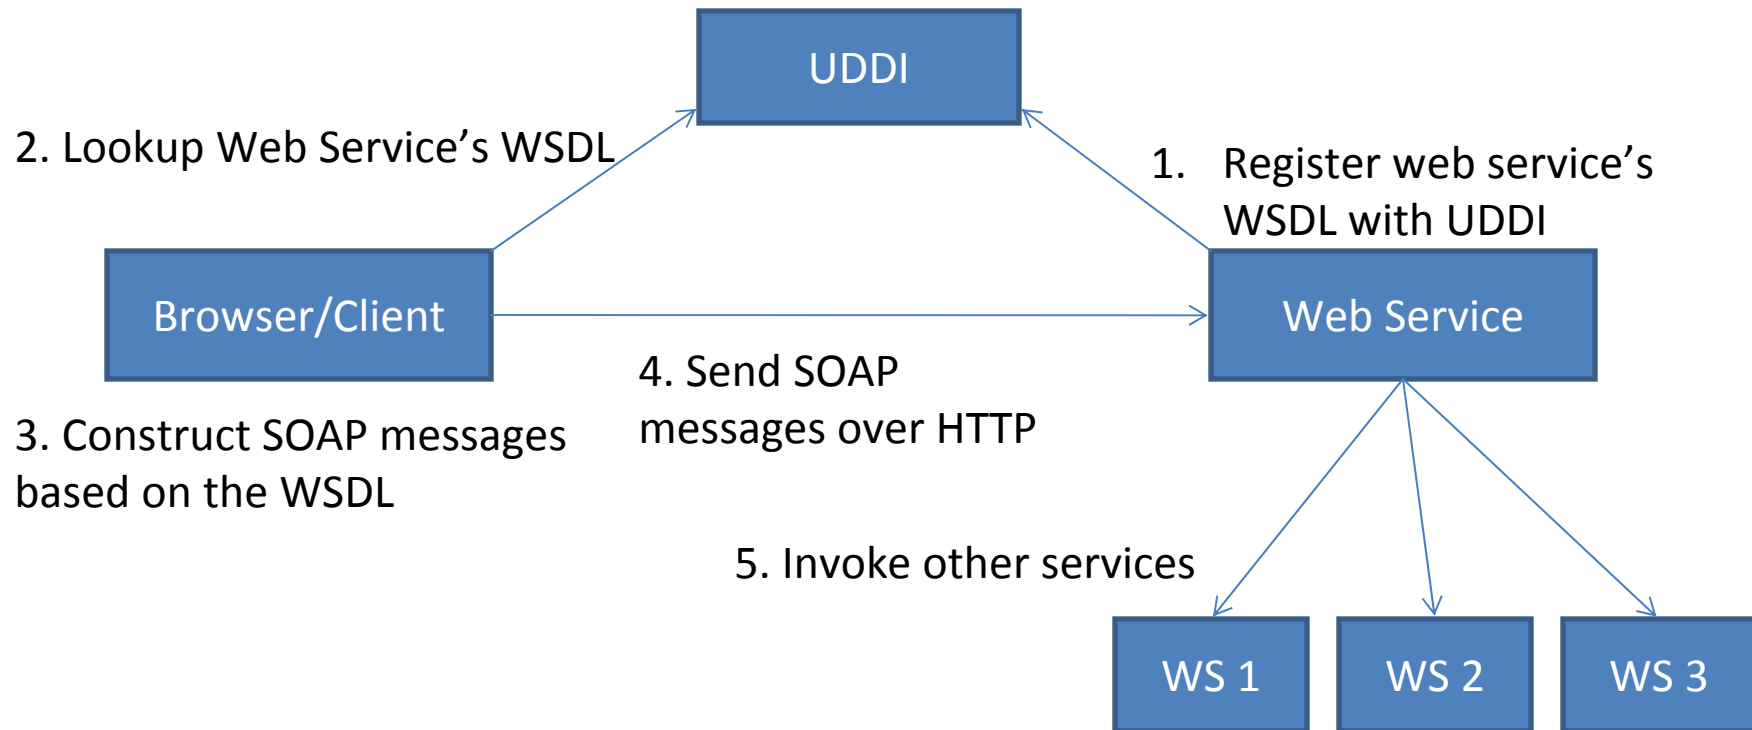 UDDI
2. Lookup Web Service’s WSDL
1. Register web service’s
WSDL with UDDI
Browser/Client
Web Service
4. Send SOAP
messages over HTTP
3. Construct SOAP messages
based on the WSDL
5. Invoke other services
WS 1
WS 2
WS 3